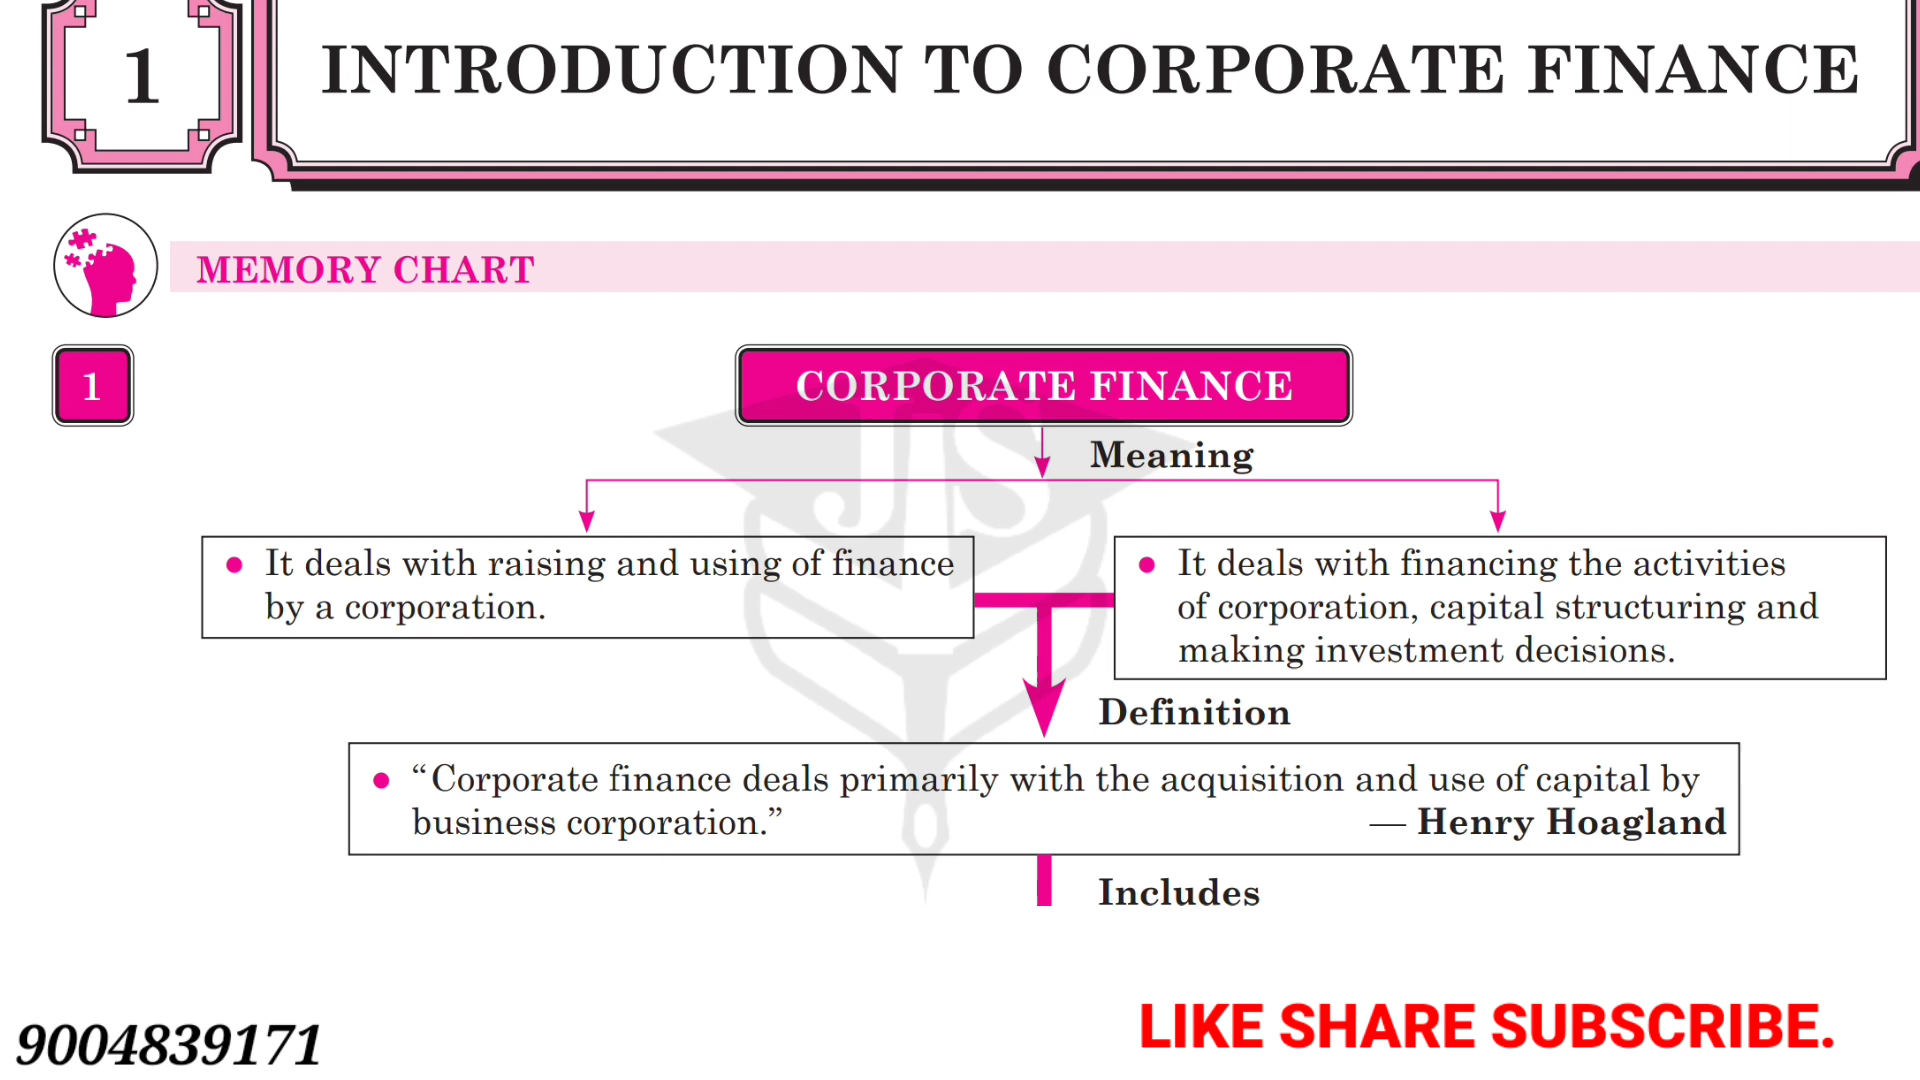 1
INTRODUCTION TO CORPORATE FINANCE
MEMORY CHART
1
CORPORATE FINANCE
JS
Meaning
• It deals with raising and using of finance
by a corporation.
• It deals with financing the activities
of corporation, capital structuring and
making investment decisions.
Definition
• “Corporate finance deals primarily with the acquisition and use of capital by
business corporation.” — Henry Hoagland
Includes
9004839171
LIKE SHARE SUBSCRIBE.